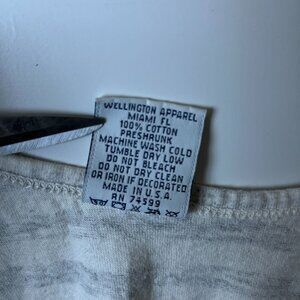 WELLINGTON APPAREL
MIAMI FL
100% COTTON
PRESHRUNK
MACHINE WASH COLD
TUMBLE DRY LOW
DO NOT BLEACH
DO NOT DRY CLEAN
OR IRON IF DECORATED
MADE IN U.S.A
RN 74599